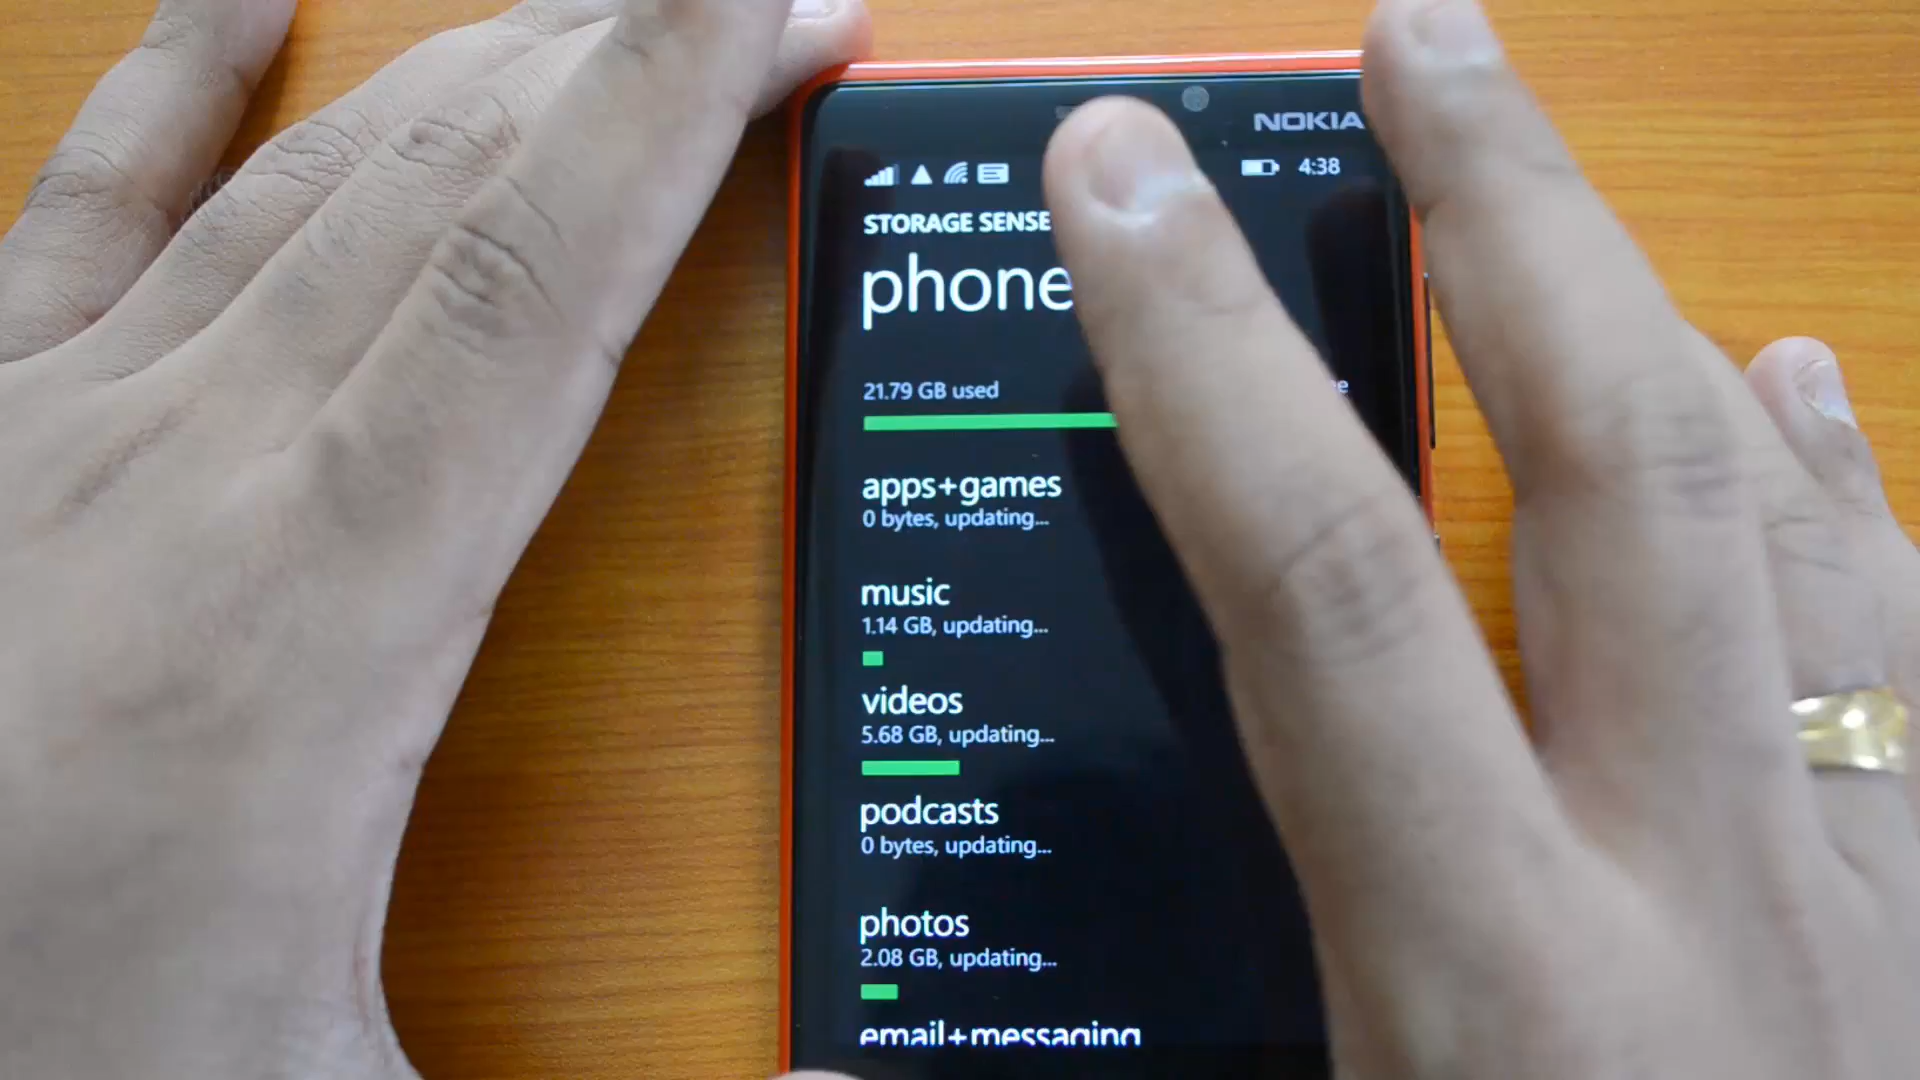 NOKIA
4:38
STORAGE SENSE
phone
21.79 GB used
apps+games
0 bytes, updating...
music
1.14 GB, updating...
videos
5.68 GB, updating...
podcasts
0 bytes, updating...
photos
2.08 GB, updating...
email+messaging